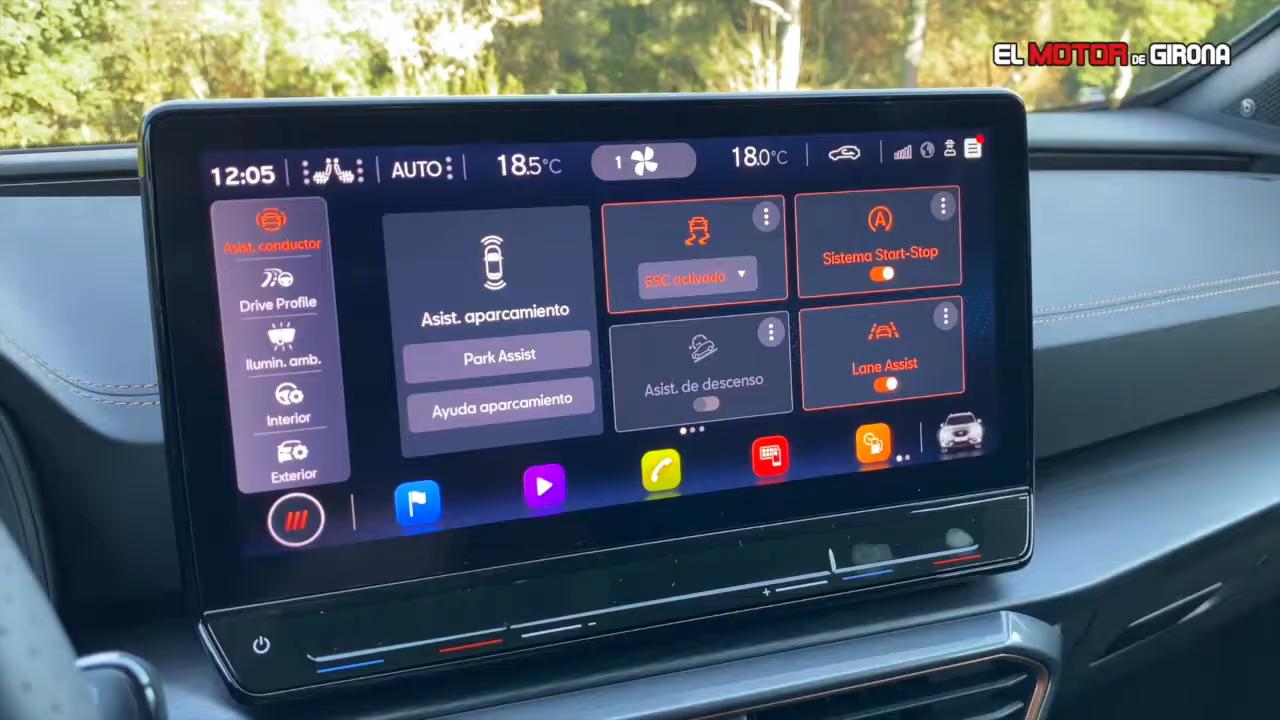 EL MOTOR DE GIRONA
12:05
AUTO
18.5°C
1
18.0°C
Asist. conductor
Drive Profile
Ilumin. amb.
Interior
Exterior
Asist. aparcamiento
Park Assist
Ayuda aparcamiento
ESC activado
Sistema Start-Stop
Asist. de descenso
Lane Assist